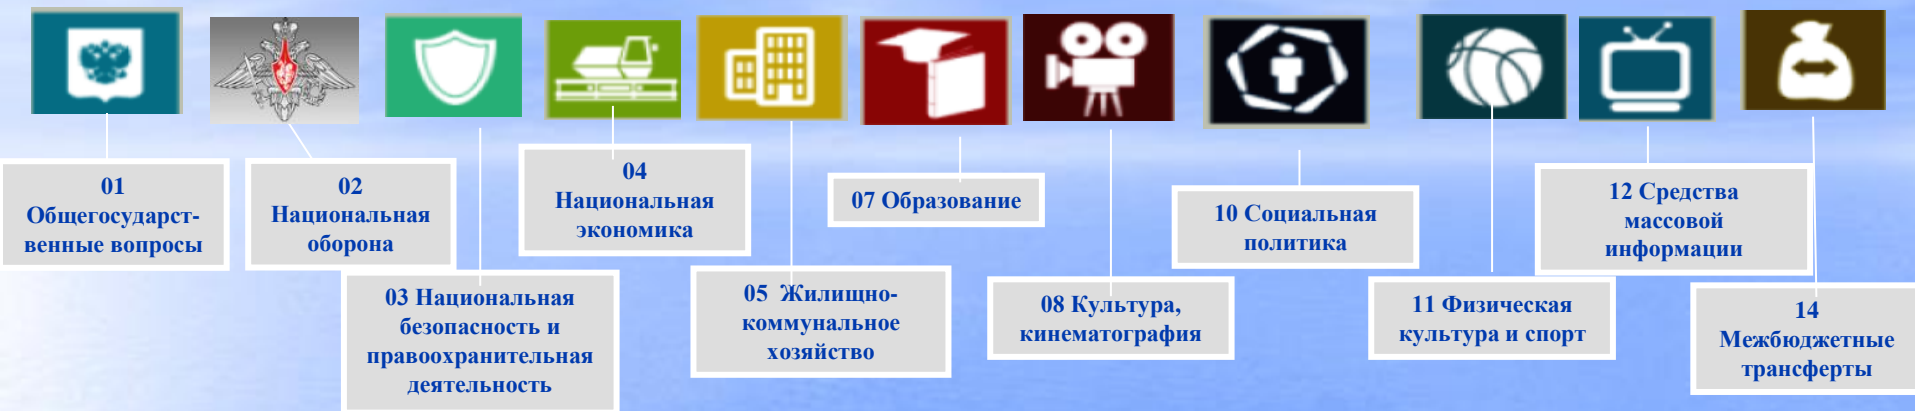 01
Общегосударст-
венные вопросы
02
Национальная
оборона
03 Национальная
безопасность и
правоохранительная
деятельность
04
Национальная
экономика
05 Жилищно-
коммунальное
хозяйство
07 Образование
08 Культура,
кинематография
10 Социальная
политика
11 Физическая
культура и спорт
12 Средства
массовой
информации
14
Межбюджетные
трансферты